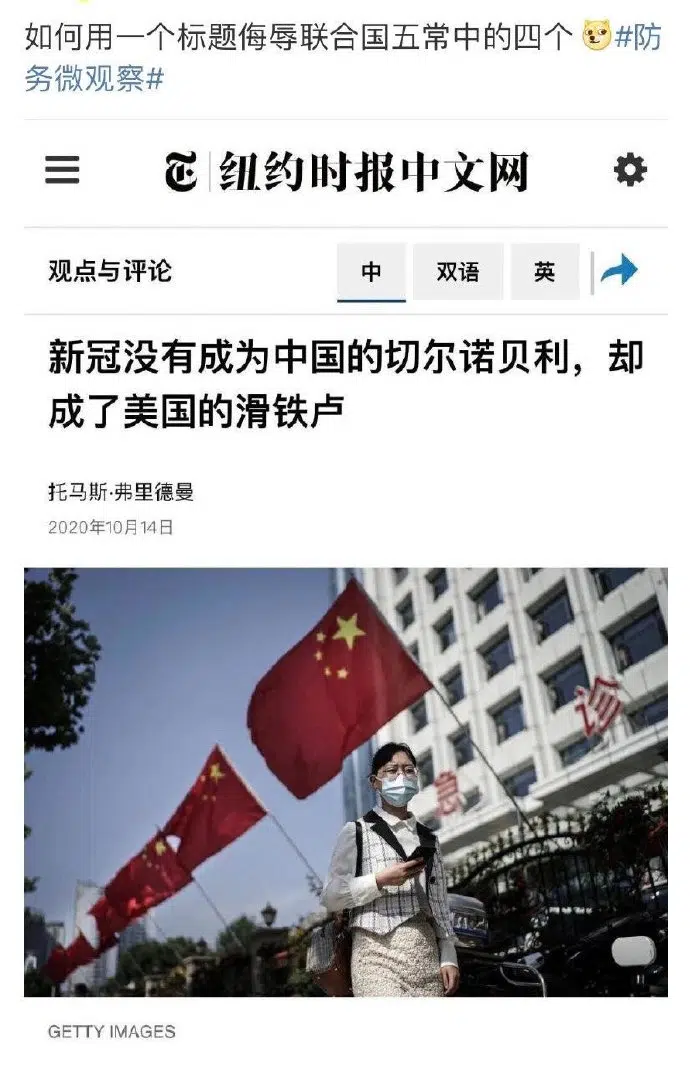 如何用一个标题侮辱联合国五常中的四个 #防
务微观察#
纽约时报中文网
观点与评论 中 双语 英
新冠没有成为中国的切尔诺贝利，却
成了美国的滑铁卢
托马斯·弗里德曼
2020年10月14日
急 诊
GETTY IMAGES